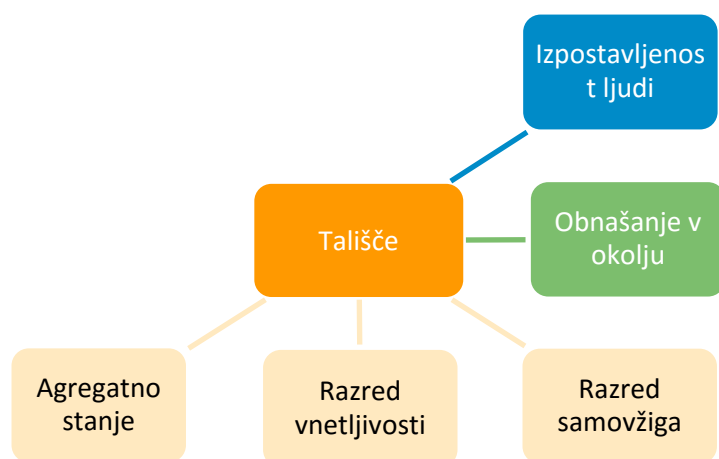 Izpostavljenos
t ljudi
Tališče
Obnašanje v
okolju
Agregatno
stanje
Razred
vnetljivosti
Razred
samovžiga